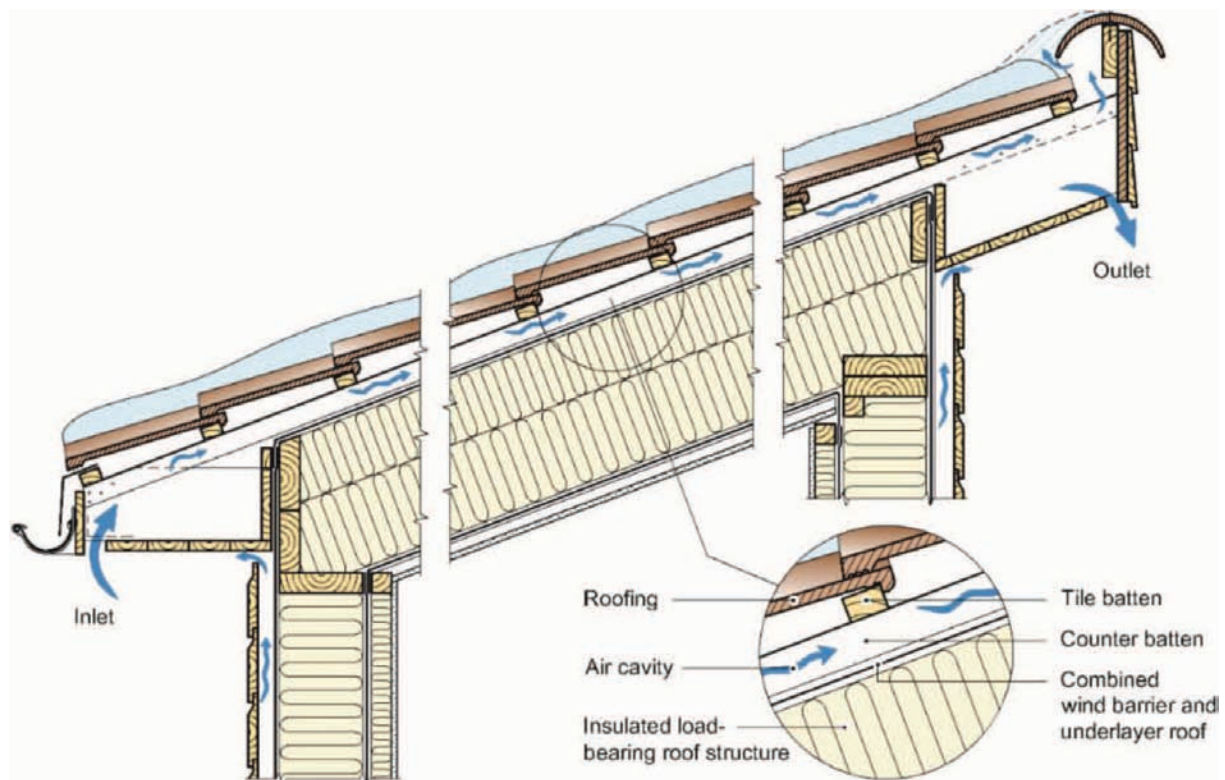 Outlet
Inlet
Roofing
Air cavity
Insulated load-
bearing roof structure
Tile batten
Counter batten
Combined
wind barrier and
underlayer roof